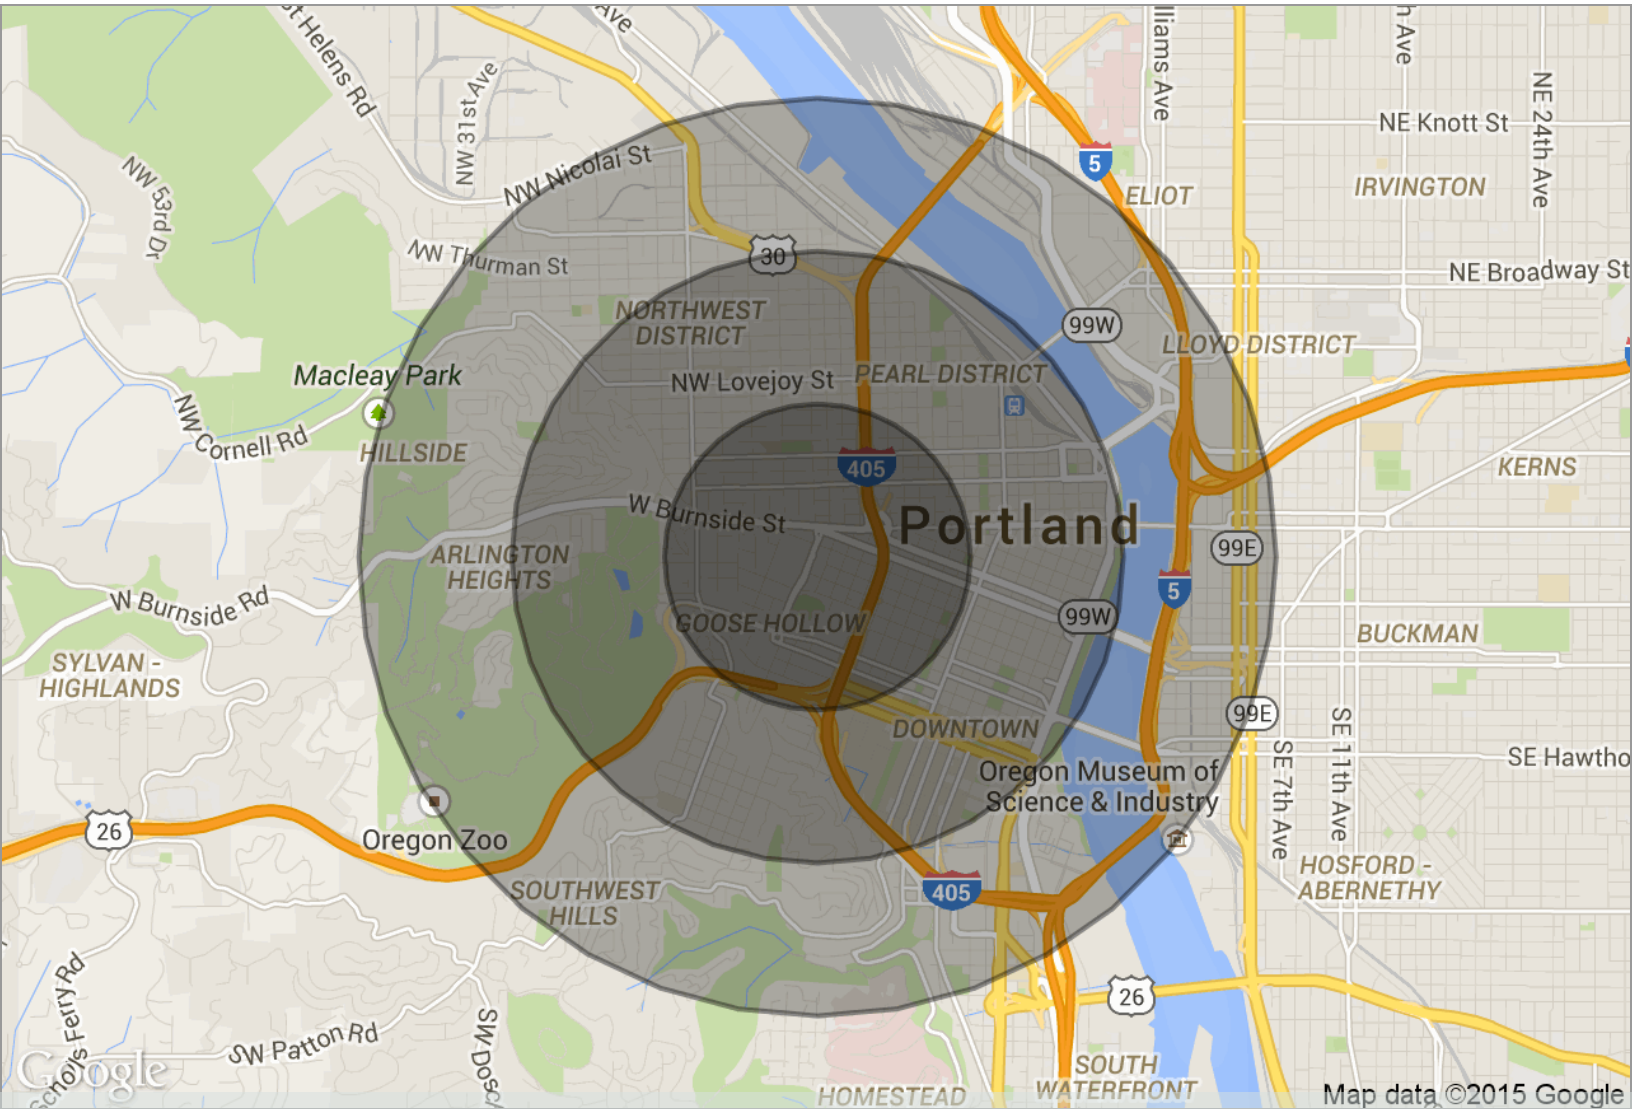 St Helens Rd
Ave
NW 31st Ave
lliams Ave
h Ave
NE 24th Ave
NE Knott St
5
ELIOT
IRVINGTON
NW Nicolai St
NW 53rd Dr
NW Thurman St
30
NE Broadway St
NORTHWEST
DISTRICT
99W
LLOYD DISTRICT
Macleay Park
NW Lovejoy St
PEARL DISTRICT
NW Cornell Rd
HILLSIDE
405
KERNS
W Burnside St
Portland
99E
ARLINGTON
HEIGHTS
5
W Burnside Rd
GOOSE HOLLOW
99W
BUCKMAN
SYLVAN -
HIGHLANDS
99E
DOWNTOWN
SE 7th Ave
SE 11th Ave
SE Hawtho
Oregon Museum of
Science & Industry
26
Oregon Zoo
HOSFORD -
ABERNETHY
SOUTHWEST
HILLS
405
26
Scholls Ferry Rd
SW Patton Rd
SW Dosch
Google
SOUTH
WATERFRONT
HOMESTEAD
Map data ©2015 Google